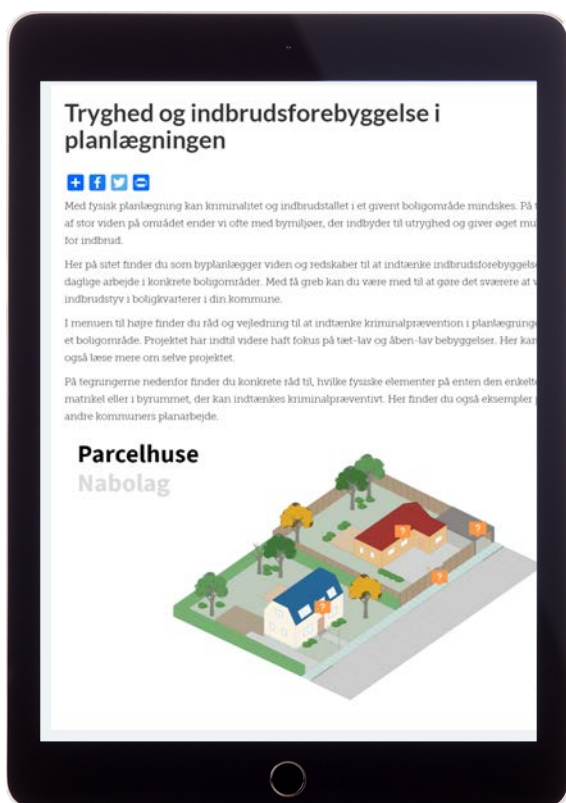 Tryghed og indbrudsforebyggelse i
planlægningen
Med fysisk planlægning kan kriminalitet og indbrudstallet i et givent boligområde mindskes. På
af stor viden på området ender vi ofte med bymiljøer, der indbyder til utryghed og giver øget
for indbrud.
Her på sitet finder du som byplanlægger viden og redskaber til at indtænke
daglige arbejde i konkrete boligområder. Med få greb kan du være med til at gøre det sværere at
indbrudstyv i boligkvarterer i din kommune.
I menuen til højre finder du råd og vejledning til at indtænke kriminalprævention i
et boligområde. Projektet har indtil videre haft fokus på tæt-lav og åben-lav bebyggelser. Her kan
også læse mere om selve projektet.
På tegningerne nedenfor finder du konkrete råd til, hvilke fysiske elementer på enten den
matrikel eller i byrummet, der kan indtænkes kriminalpræventivt. Her finder du også eksempler
andre kommuners planarbejde.
Parcelhuse
Nabolag
?
?
?
?